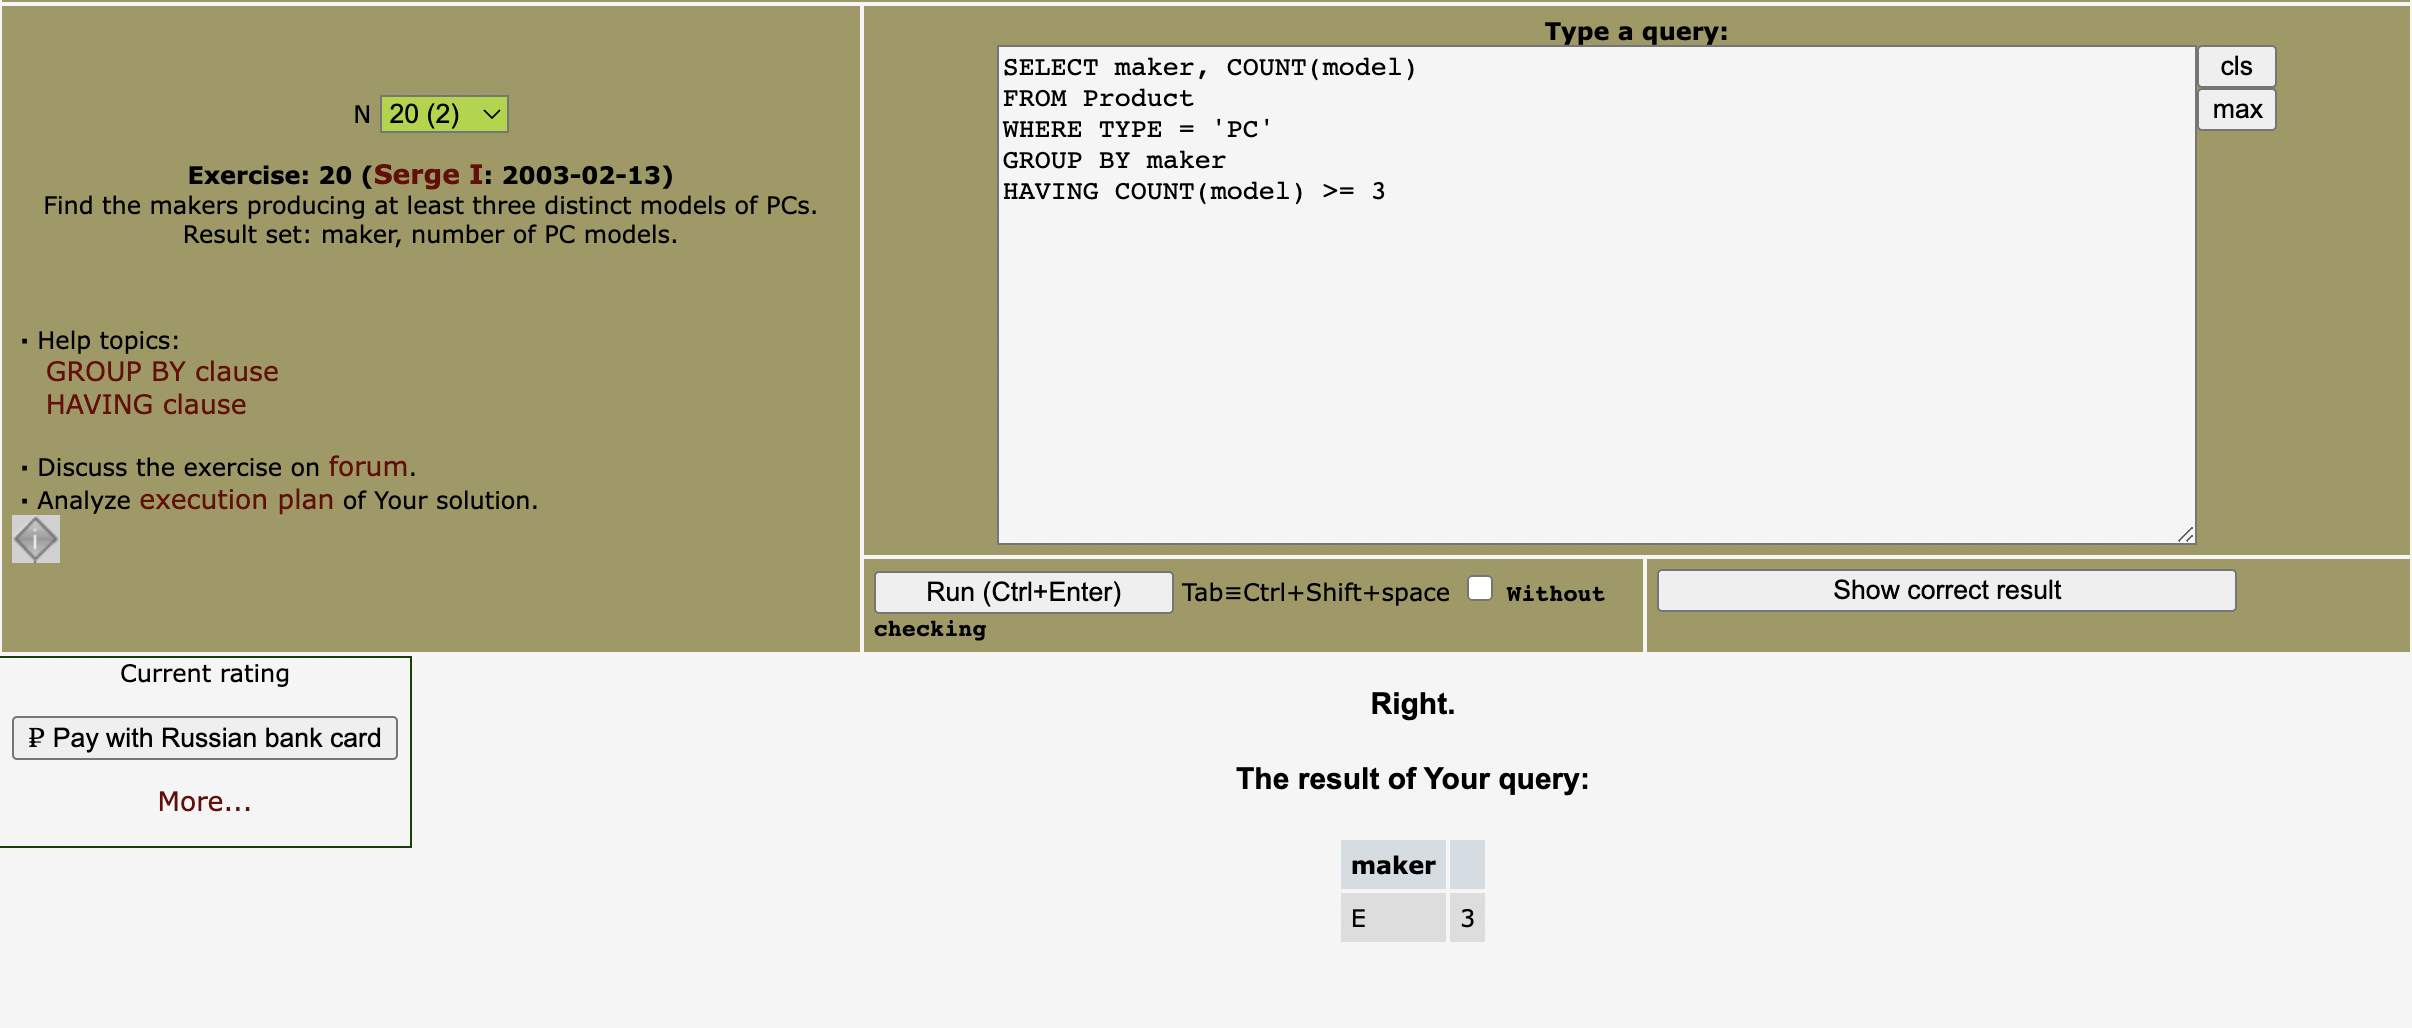 N 20 (2)
Exercise: 20 (Serge I: 2003-02-13)
Find the makers producing at least three distinct models of PCs.
Result set: maker, number of PC models.
· Help topics:
GROUP BY clause
HAVING clause
· Discuss the exercise on forum.
· Analyze execution plan of Your solution.
i
Type a query:
SELECT maker, COUNT(model)
FROM Product
WHERE TYPE = 'PC'
GROUP BY maker
HAVING COUNT(model) >= 3
cls
max
Run (Ctrl+Enter) Tab≡Ctrl+Shift+space Without
checking
Show correct result
Current rating
₽ Pay with Russian bank card
More...
Right.
The result of Your query:
maker
E 3